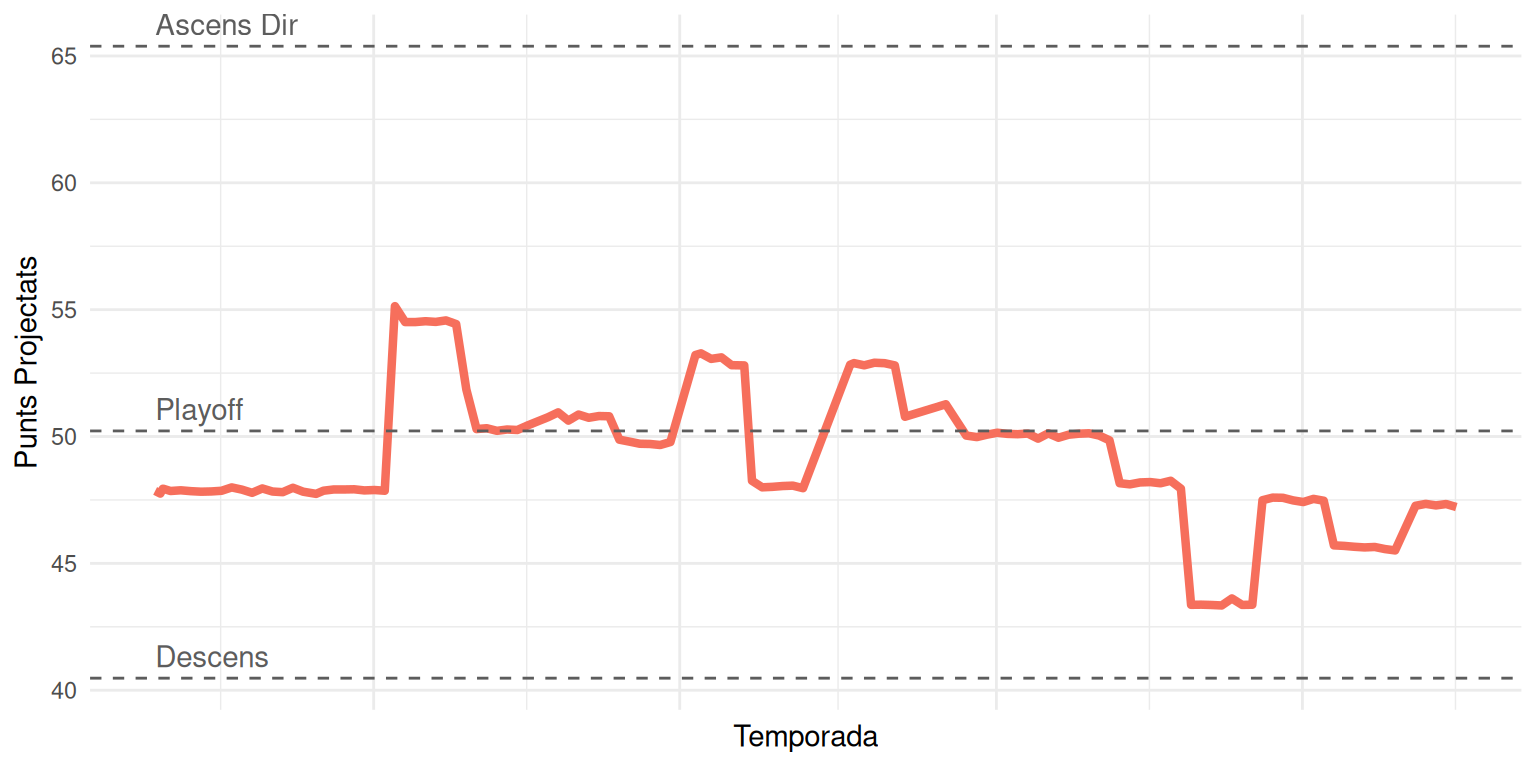 Ascens Dir
65
60
55
Playoff
50
45
Descens
40
Punts Projectats
Temporada